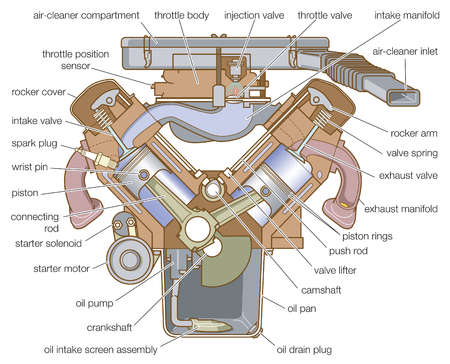 air-cleaner compartment
throttle body
injection valve
throttle valve
intake manifold
throttle position
sensor
air-cleaner inlet
rocker cover
intake valve
spark plug
wrist pin
piston
connecting
rod
starter solenoid
starter motor
rocker arm
valve spring
exhaust valve
exhaust manifold
piston rings
push rod
valve lifter
camshaft
oil pan
oil pump
crankshaft
oil intake screen assembly
oil drain plug